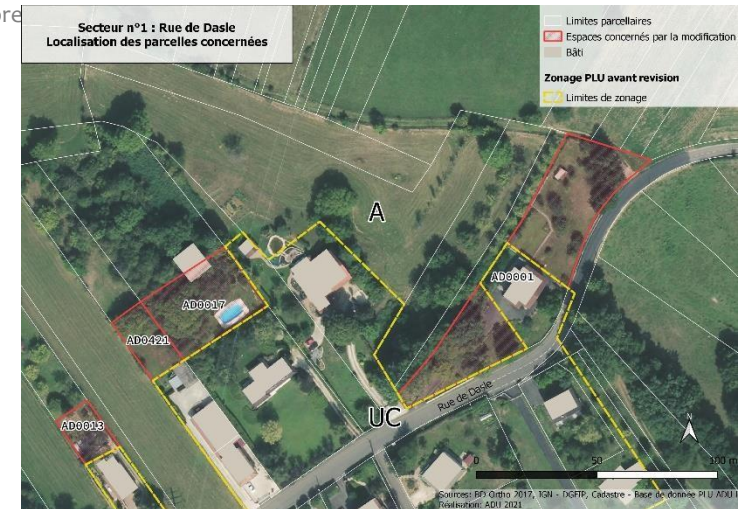 ore
Secteur n°1 : Rue de Dasle
Localisation des parcelles concernées
Limites parcellaires
Espaces concernés par la modification
Bâti
Zonage PLU avant revision
Limites de zonage
A
AD0001
AD0017
AD0421
AD0013
UC
Rue de Dasle
N
0 50 100 m
Sources: BD Ortho 2017, IGN - DGFIP, Cadastre - Base de donnée PLU ADU
Réalisation: ADU 2021